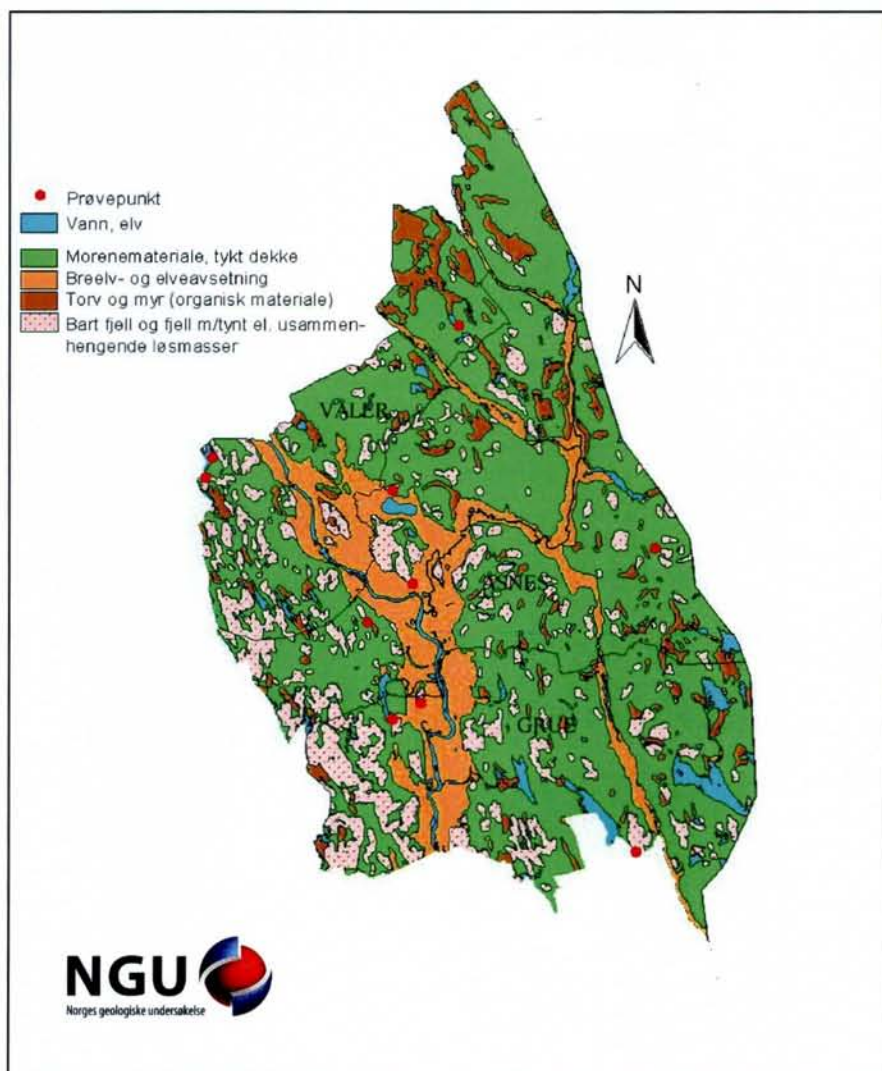 Prøvepunkt
Vann, elv
Morenemateriale, tykt dekke
Breelv- og elveavsetning
Torv og myr (organisk materiale)
Bart fjell og fjell m/tynt el. usammen-
hengende løsmasser
N
VÅLER
ÅSNES
GRUE
NGU
Norges geologiske undersøkelse